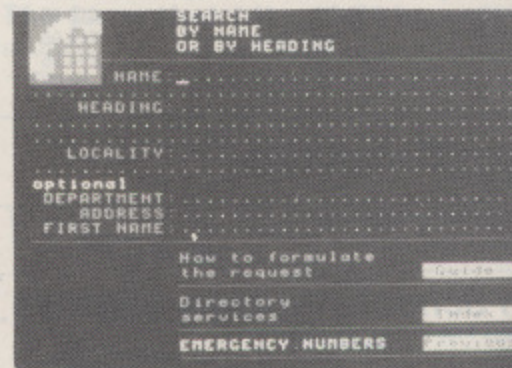 SEARCH
BY NAME
OR BY HEADING
NAME
HEADING
LOCALITY
optional
DEPARTMENT
ADDRESS
FIRST NAME
How to formulate
the request Guide
Directory
services Index
EMERGENCY NUMBERS